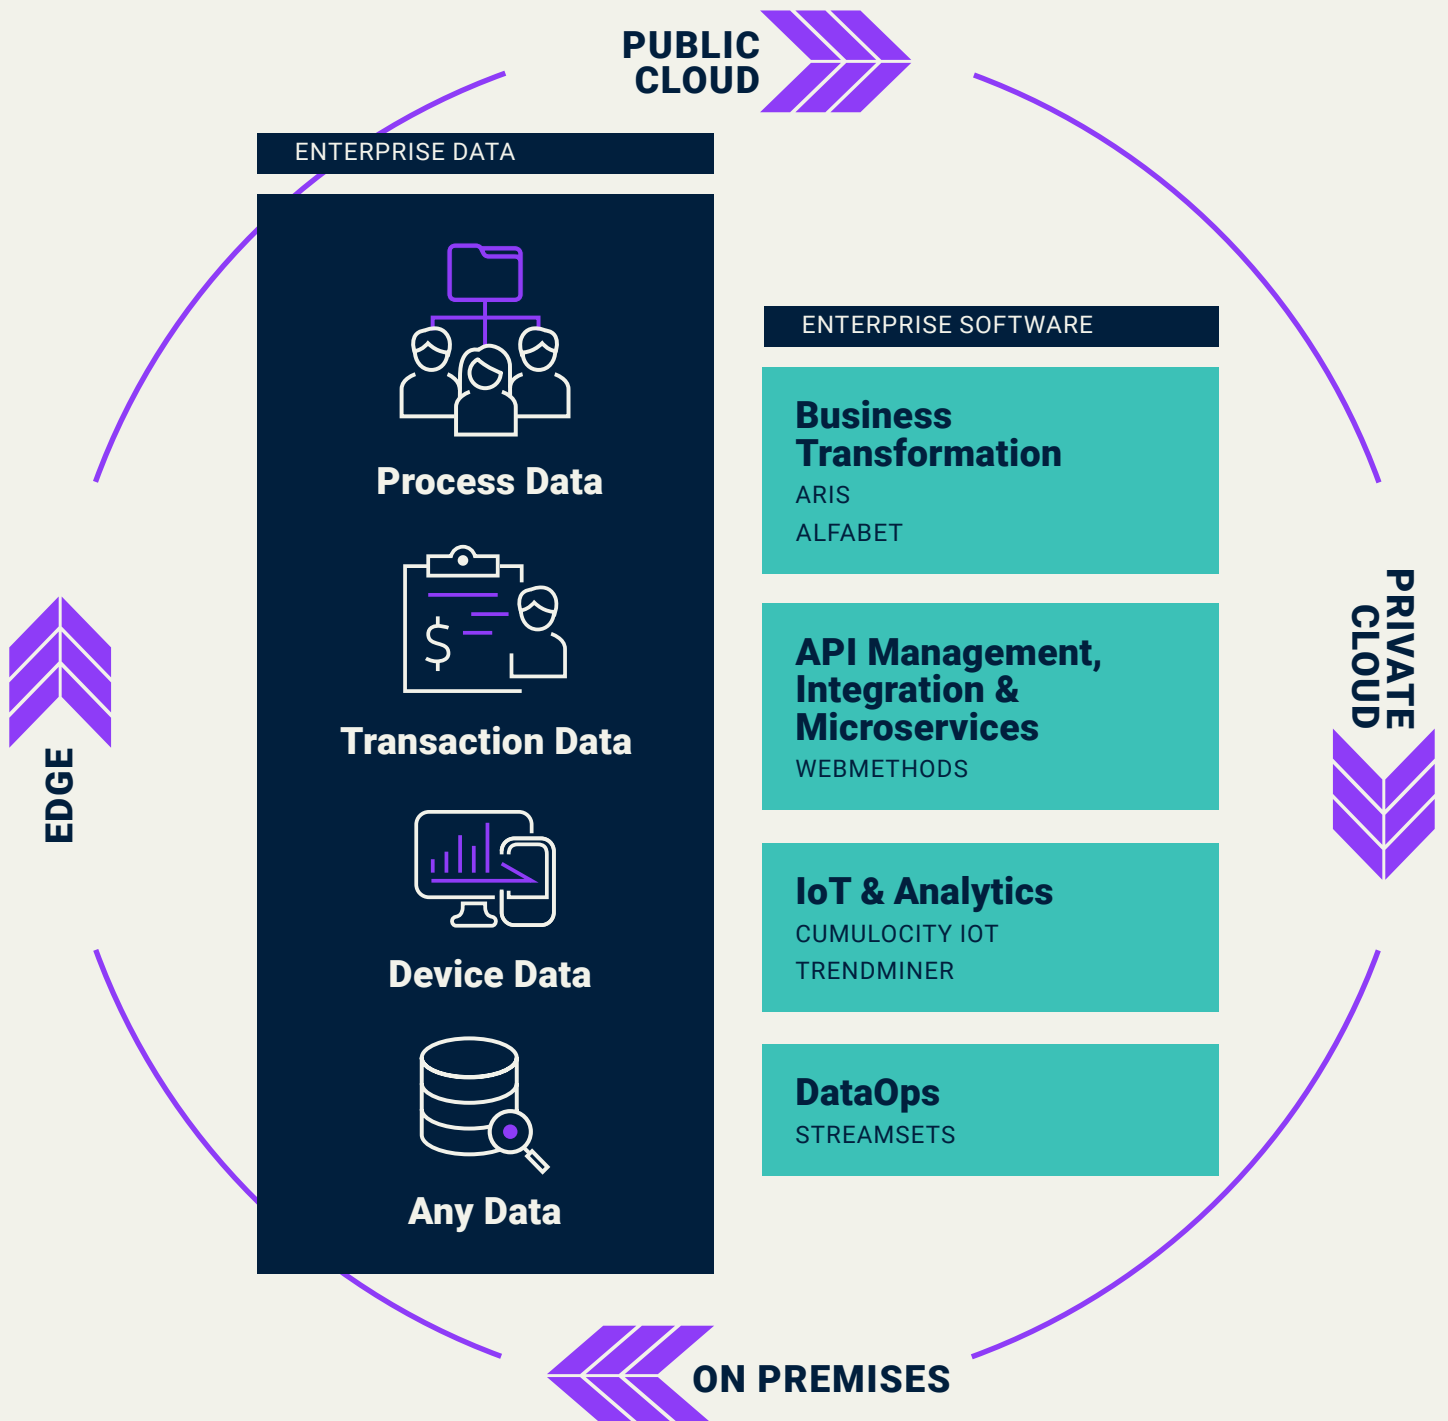 PUBLIC
CLOUD
ENTERPRISE DATA
Process Data
$
Transaction Data
Device Data
Any Data
ENTERPRISE SOFTWARE
Business
Transformation
ARIS
ALFABET
API Management,
Integration &
Microservices
WEBMETHODS
IoT & Analytics
CUMULOCITY IOT
TRENDMINER
DataOps
STREAMSETS
PRIVATE
CLOUD
ON PREMISES
EDGE